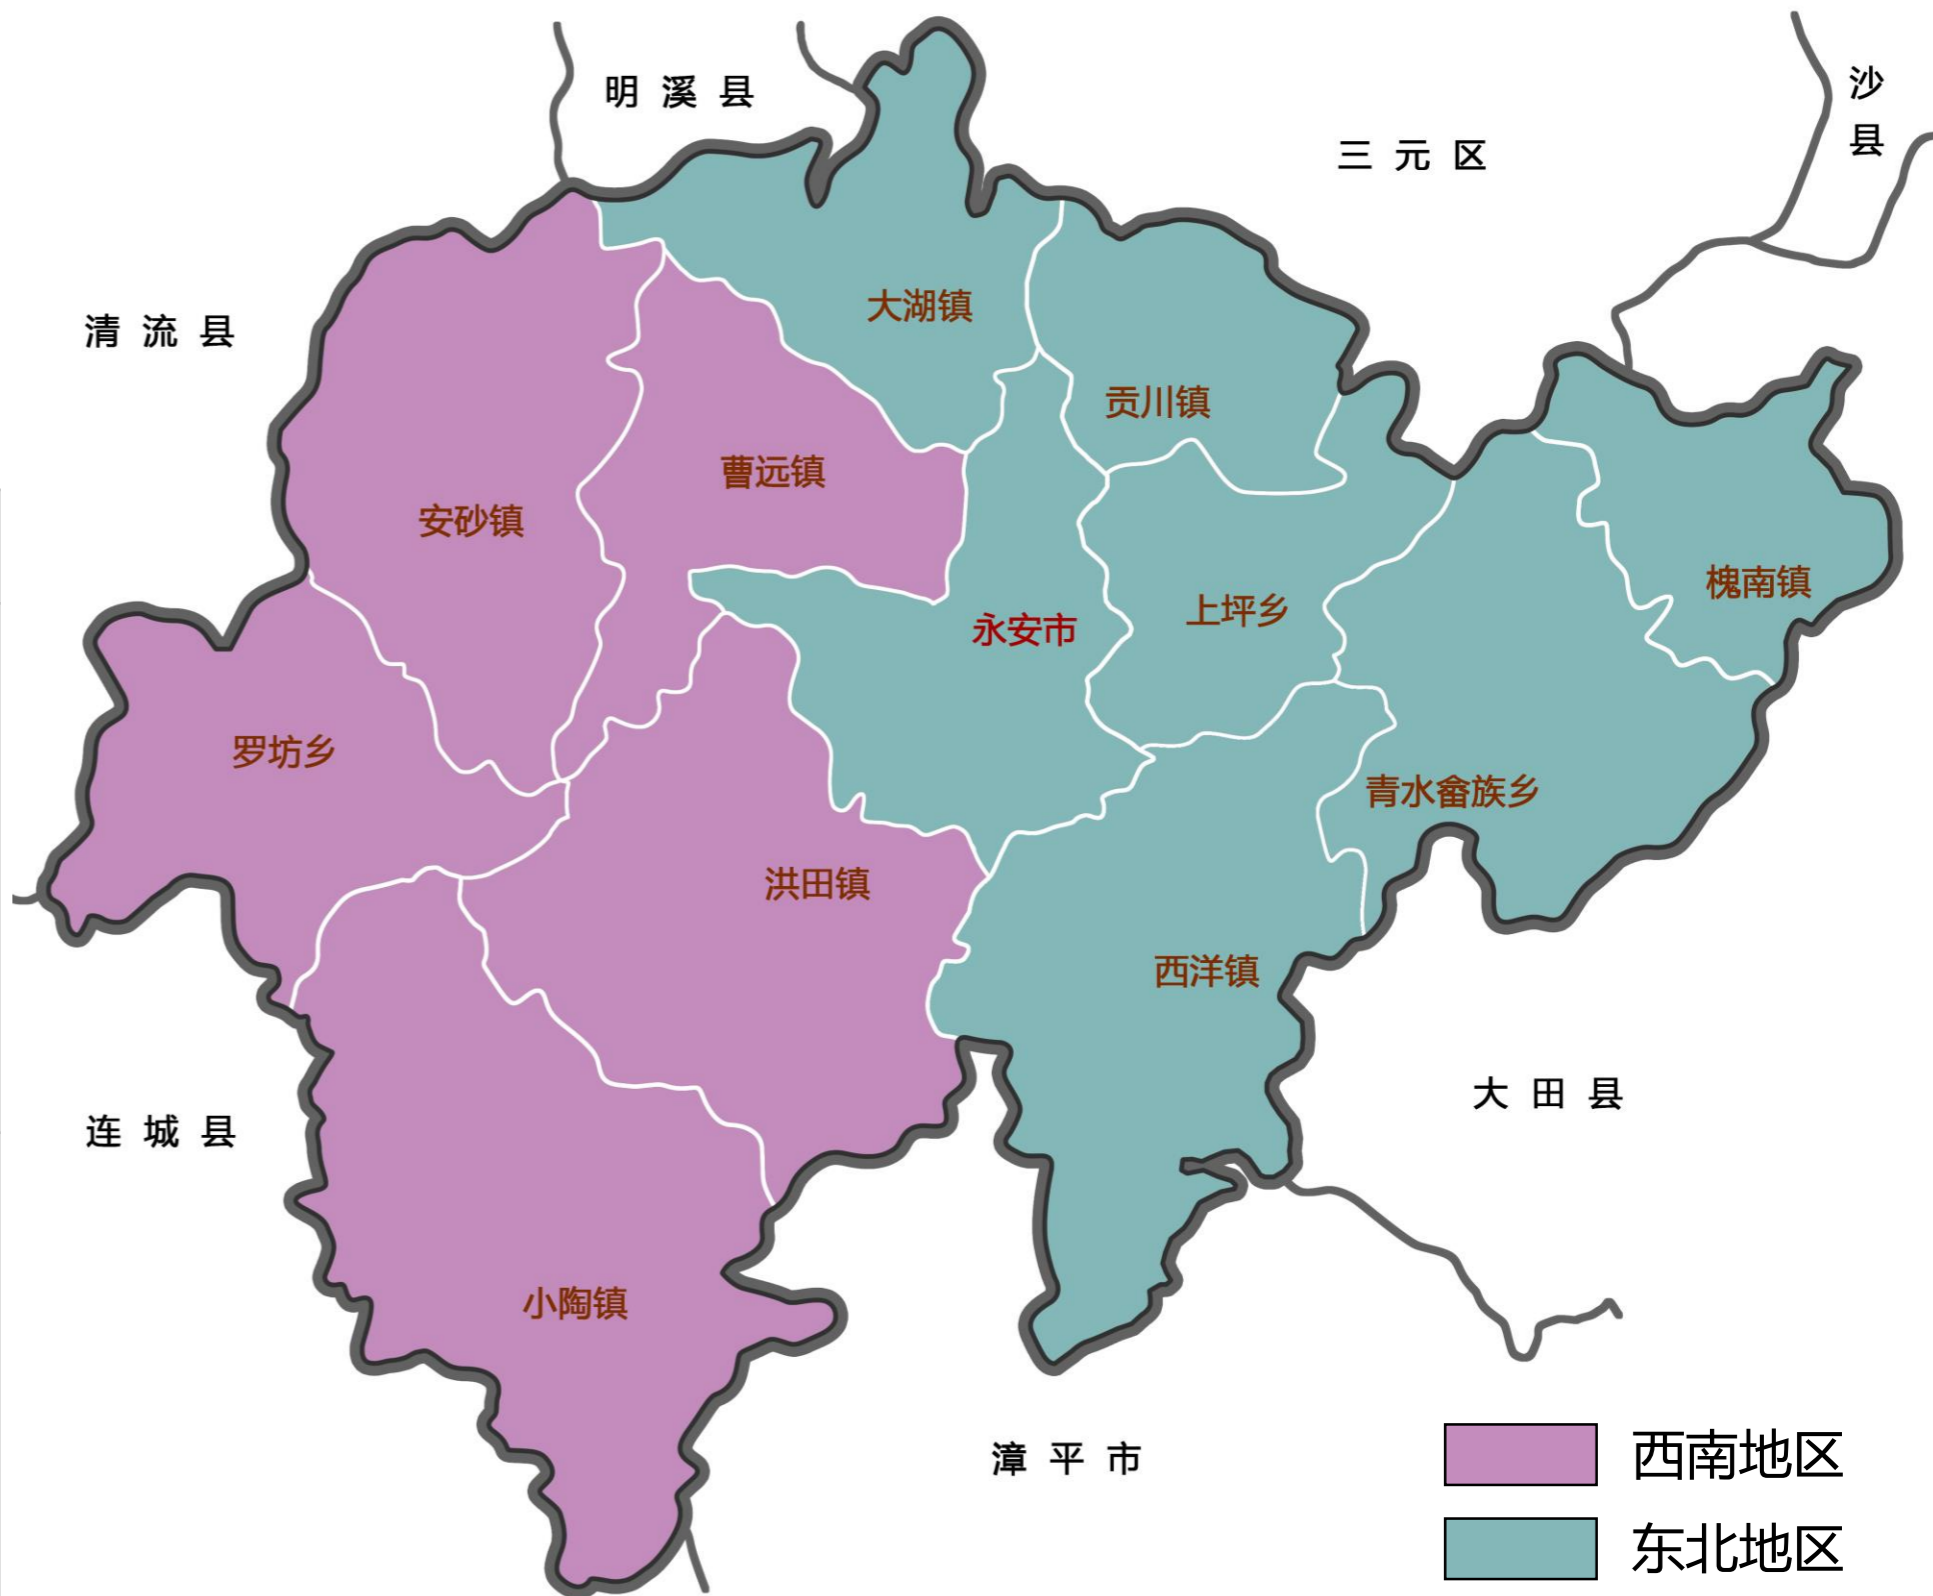 明溪县
沙县
三元区
清流县
大湖镇
贡川镇
曹远镇
安砂镇
槐南镇
上坪乡
永安市
罗坊乡
青水畲族乡
洪田镇
西洋镇
大田县
连城县
小陶镇
漳平市
西南地区
东北地区